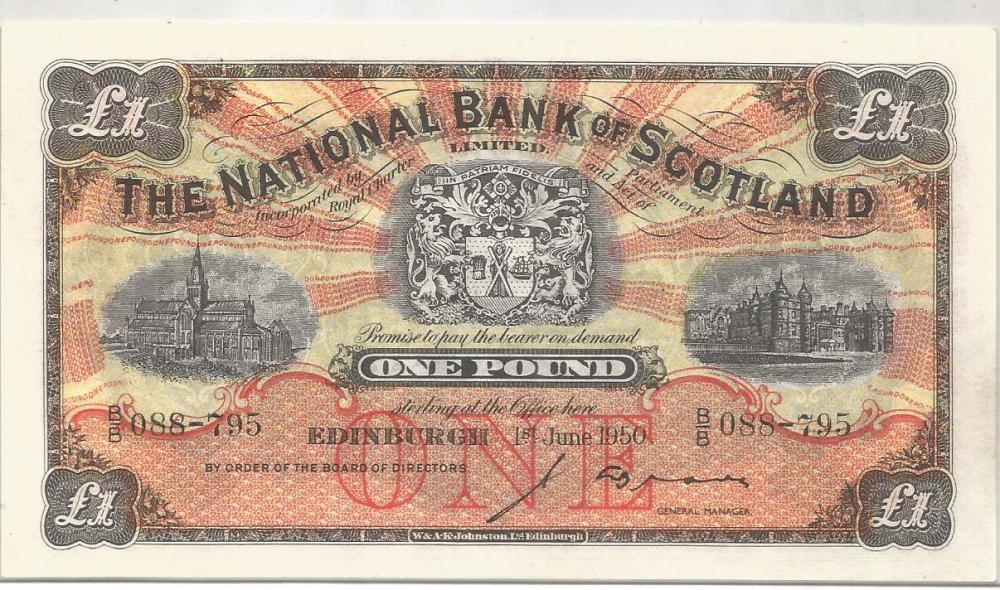 £1 £1
THE NATIONAL BANK OF SCOTLAND
LIMITED
Incorporated by
Royal Charter
and Act of
Parliament.
IN PATRIAM FIDELIS
Promise to pay the bearer on demand
ONE POUND
sterling at the Office here
B/B 088-795 B/B 088-795
EDINBURGH 1st June 1950
ONE
BY ORDER OF THE BOARD OF DIRECTORS
GENERAL MANAGER
£1 £1
W.& A.K. Johnston, Ltd Edinburgh